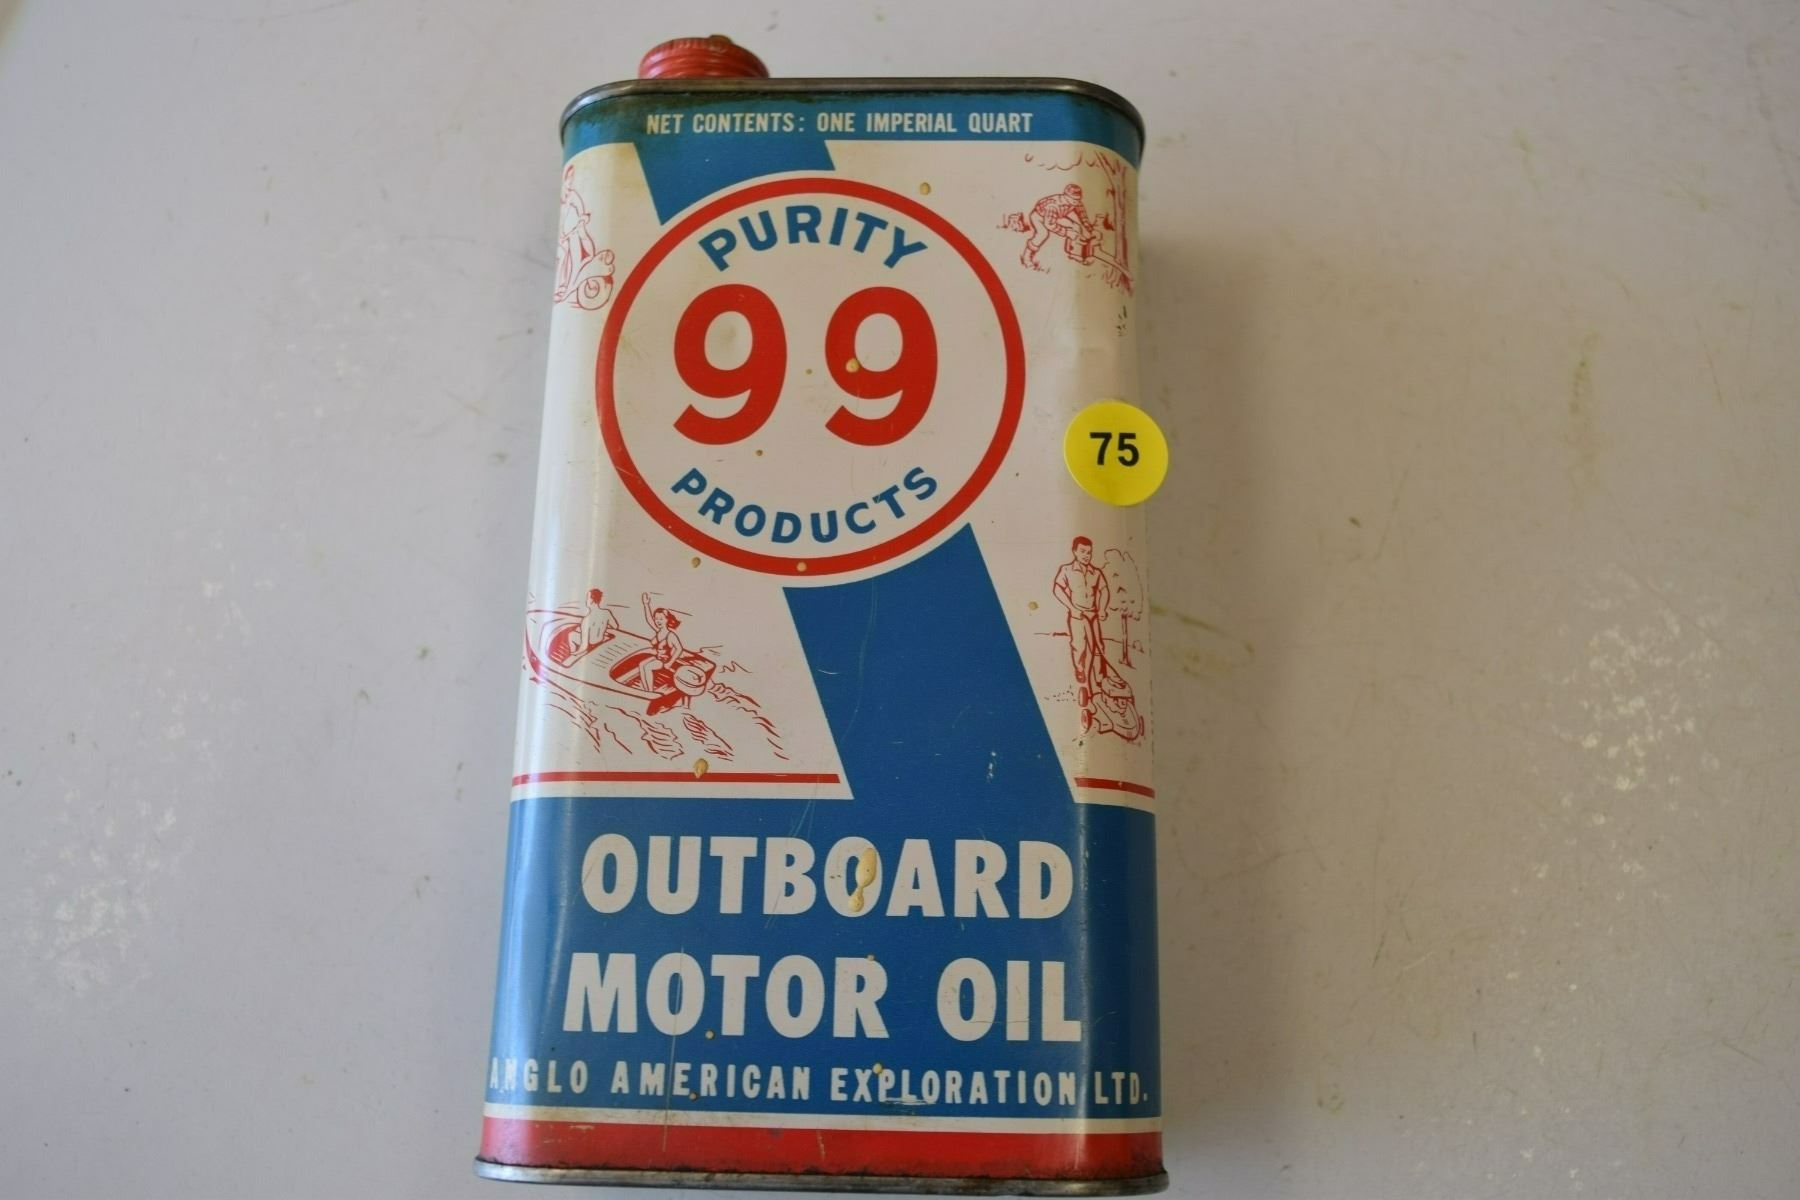 NET CONTENTS: ONE IMPERIAL QUART
PURITY
99
PRODUCTS
75
OUTBOARD
MOTOR OIL
ANGLO AMERICAN EXPLORATION LTD.